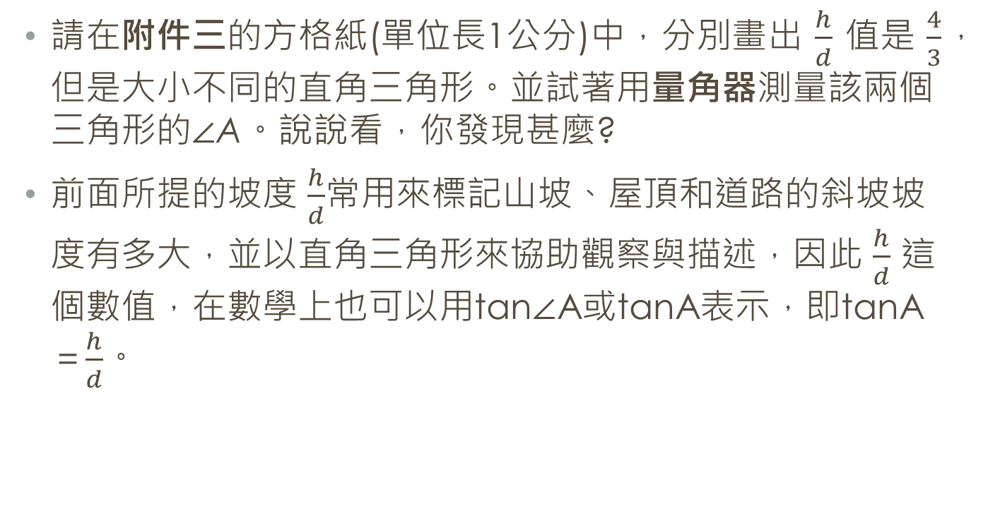 • 請在附件三的方格紙(單位長1公分)中，分別畫出 h/d 值是 4/3，
但是大小不同的直角三角形。並試著用量角器測量該兩個
三角形的∠A。說說看，你發現甚麼?
• 前面所提的坡度 h/d常用來標記山坡、屋頂和道路的斜坡坡
度有多大，並以直角三角形來協助觀察與描述，因此 h/d 這
個數值，在數學上也可以用tan∠A或tanA表示，即tanA
=h/d。